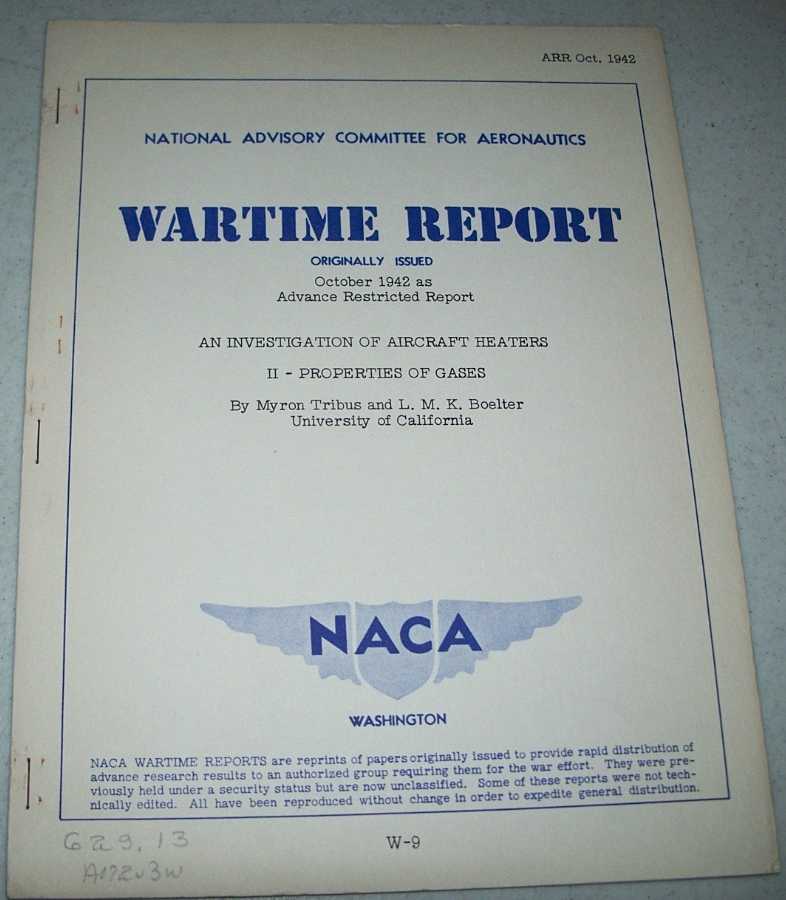 ARR Oct. 1942
NATIONAL ADVISORY COMMITTEE FOR AERONAUTICS
WARTIME REPORT
ORIGINALLY ISSUED
October 1942 as
Advance Restricted Report
AN INVESTIGATION OF AIRCRAFT HEATERS
II - PROPERTIES OF GASES
By Myron Tribus and L. M. K. Boelter
University of California
NACA
WASHINGTON
NACA WARTIME REPORTS are reprints of papers originally issued to provide rapid distribution of
advance research results to an authorized group requiring them for the war effort. They were pre-
viously held under a security status but are now unclassified. Some of these reports were not tech-
nically edited. All have been reproduced without change in order to expedite general distribution.
629.13
W-9